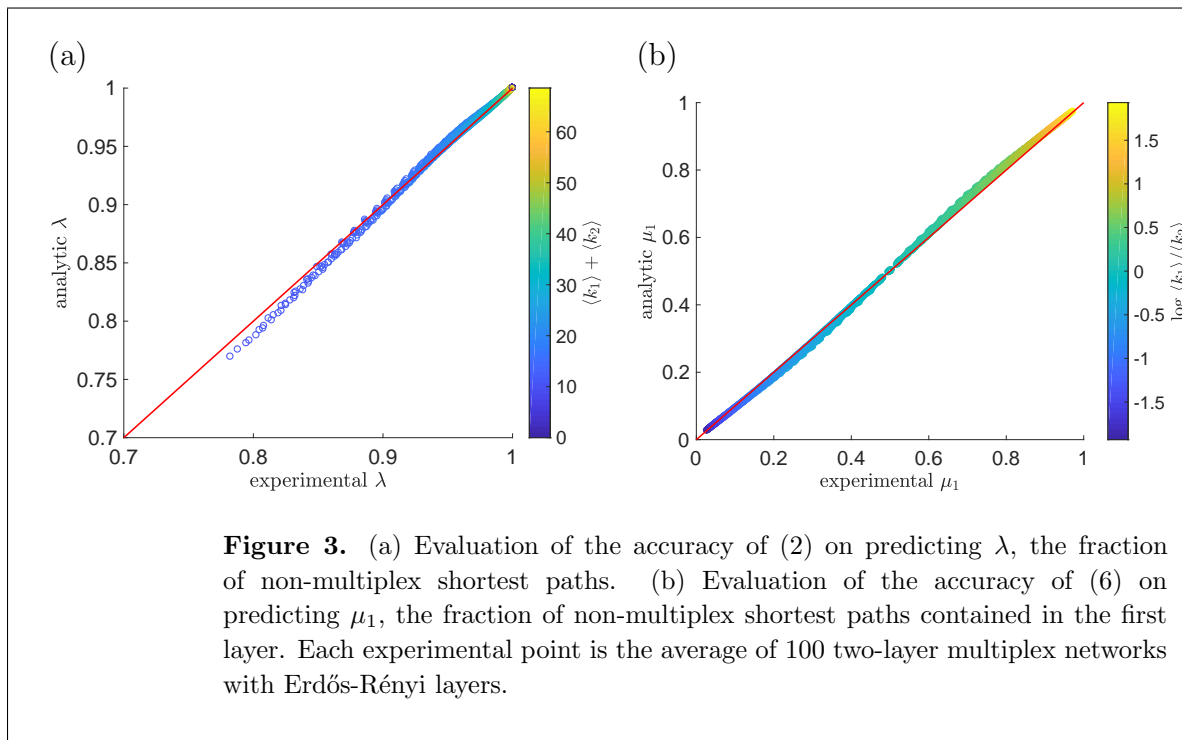 (a)
1
0.95
0.9
0.85
0.8
0.75
0.7
analytic λ
0.7
0.8
0.9
1
experimental λ
60
50
40
30
20
10
0
⟨k₁⟩ + ⟨k₂⟩
(b)
1
0.8
0.6
0.4
0.2
0
analytic μ₁
0
0.2
0.4
0.6
0.8
1
experimental μ₁
1.5
1
0.5
0
-0.5
-1
-1.5
log ⟨k₁⟩/⟨k₂⟩
Figure 3. (a) Evaluation of the accuracy of (2) on predicting λ, the fraction
of non-multiplex shortest paths. (b) Evaluation of the accuracy of (6) on
predicting μ₁, the fraction of non-multiplex shortest paths contained in the first
layer. Each experimental point is the average of 100 two-layer multiplex networks
with Erdős-Rényi layers.